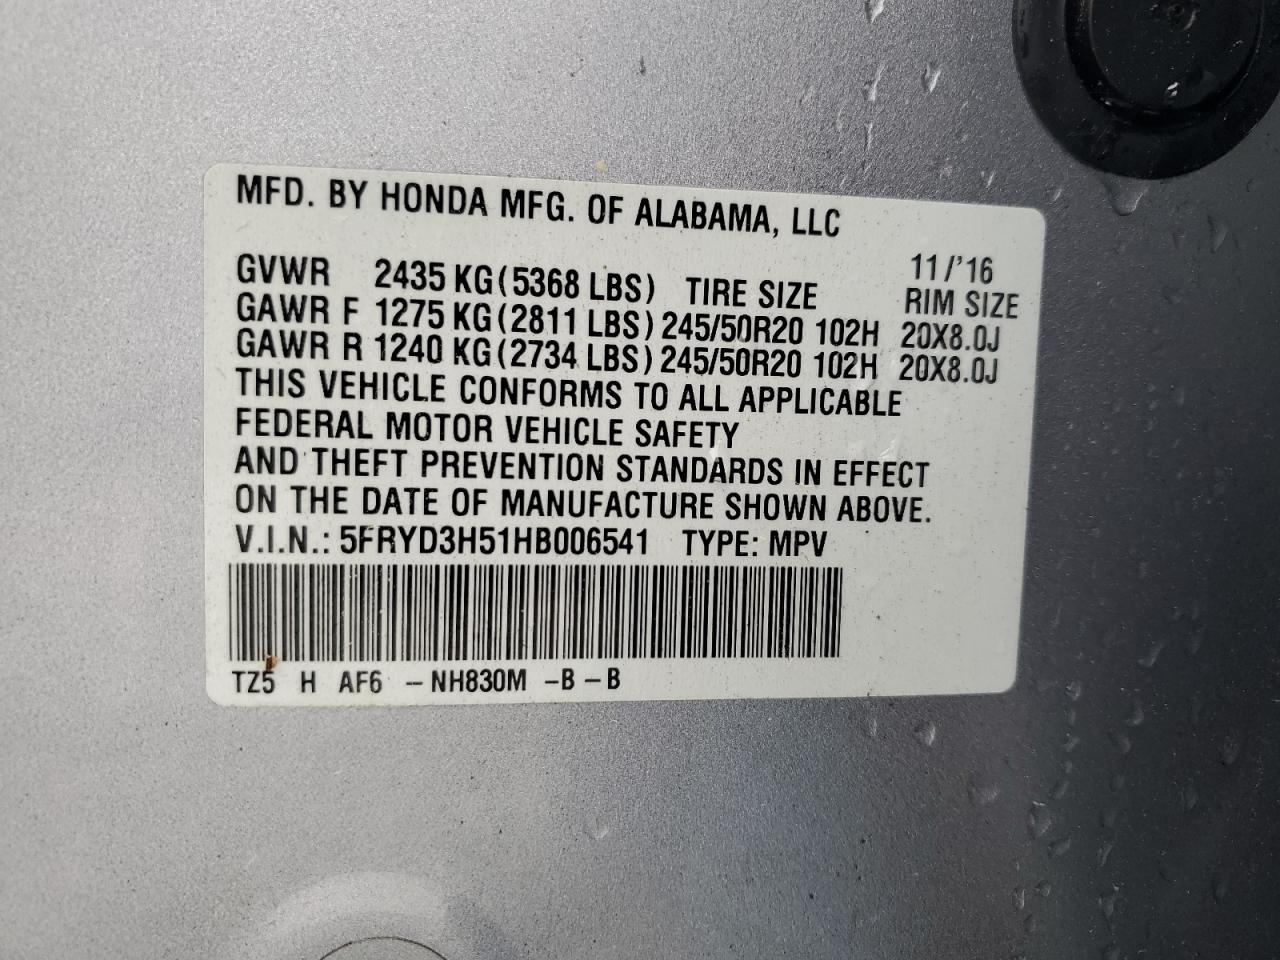 MFD. BY HONDA MFG. OF ALABAMA, LLC
11/'16
GVWR 2435 KG(5368 LBS) TIRE SIZE RIM SIZE
GAWR F 1275 KG(2811 LBS) 245/50R20 102H 20X8.0J
GAWR R 1240 KG(2734 LBS) 245/50R20 102H 20X8.0J
THIS VEHICLE CONFORMS TO ALL APPLICABLE
FEDERAL MOTOR VEHICLE SAFETY
AND THEFT PREVENTION STANDARDS IN EFFECT
ON THE DATE OF MANUFACTURE SHOWN ABOVE.
V.I.N.: 5FRYD3H51HB006541 TYPE: MPV
TZ5 H AF6 -NH830M -B-B